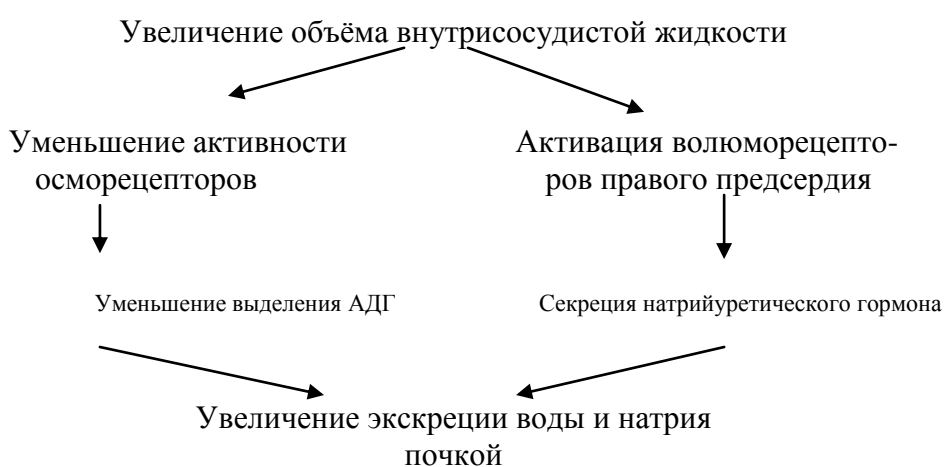 Увеличение объёма внутрисосудистой жидкости
Уменьшение активности
осморецепторов
Активация волюморецепто-
ров правого предсердия
Уменьшение выделения АДГ
Секреция натрийуретического гормона
Увеличение экскреции воды и натрия
почкой